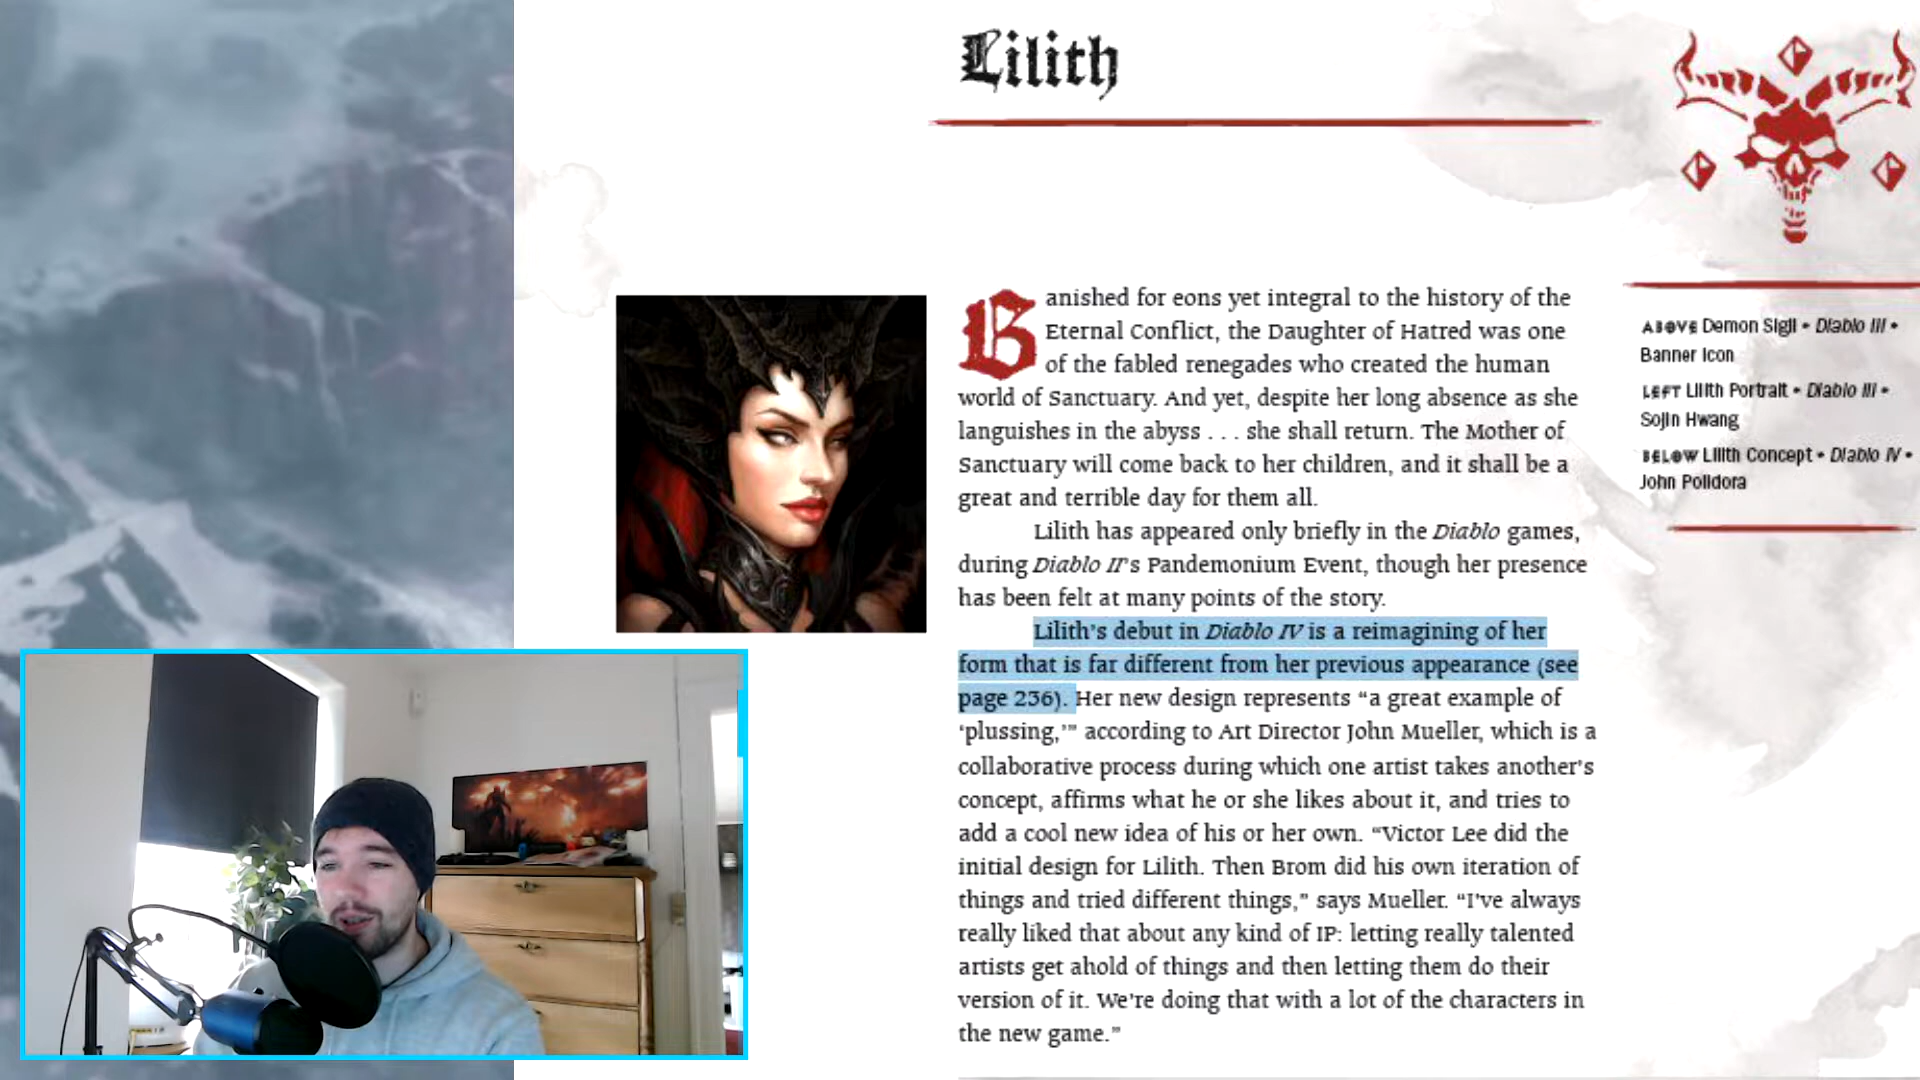 Lilith
Banished for eons yet integral to the history of the
Eternal Conflict, the Daughter of Hatred was one
of the fabled renegades who created the human
world of Sanctuary. And yet, despite her long absence as she
languishes in the abyss . . . she shall return. The Mother of
Sanctuary will come back to her children, and it shall be a
great and terrible day for them all.
Lilith has appeared only briefly in the Diablo games,
during Diablo II's Pandemonium Event, though her presence
has been felt at many points of the story.
Lilith's debut in Diablo IV is a reimagining of her
form that is far different from her previous appearance (see
page 236). Her new design represents “a great example of
‘plussing,’” according to Art Director John Mueller, which is a
collaborative process during which one artist takes another's
concept, affirms what he or she likes about it, and tries to
add a cool new idea of his or her own. “Victor Lee did the
initial design for Lilith. Then Brom did his own iteration of
things and tried different things,” says Mueller. “I've always
really liked that about any kind of IP: letting really talented
artists get ahold of things and then letting them do their
version of it. We're doing that with a lot of the characters in
the new game.”
ABOVE Demon Sigil • Diablo III •
Banner Icon
LEFT Lilith Portrait • Diablo III •
Sojin Hwang
BELOW Lilith Concept • Diablo IV •
John Polidora